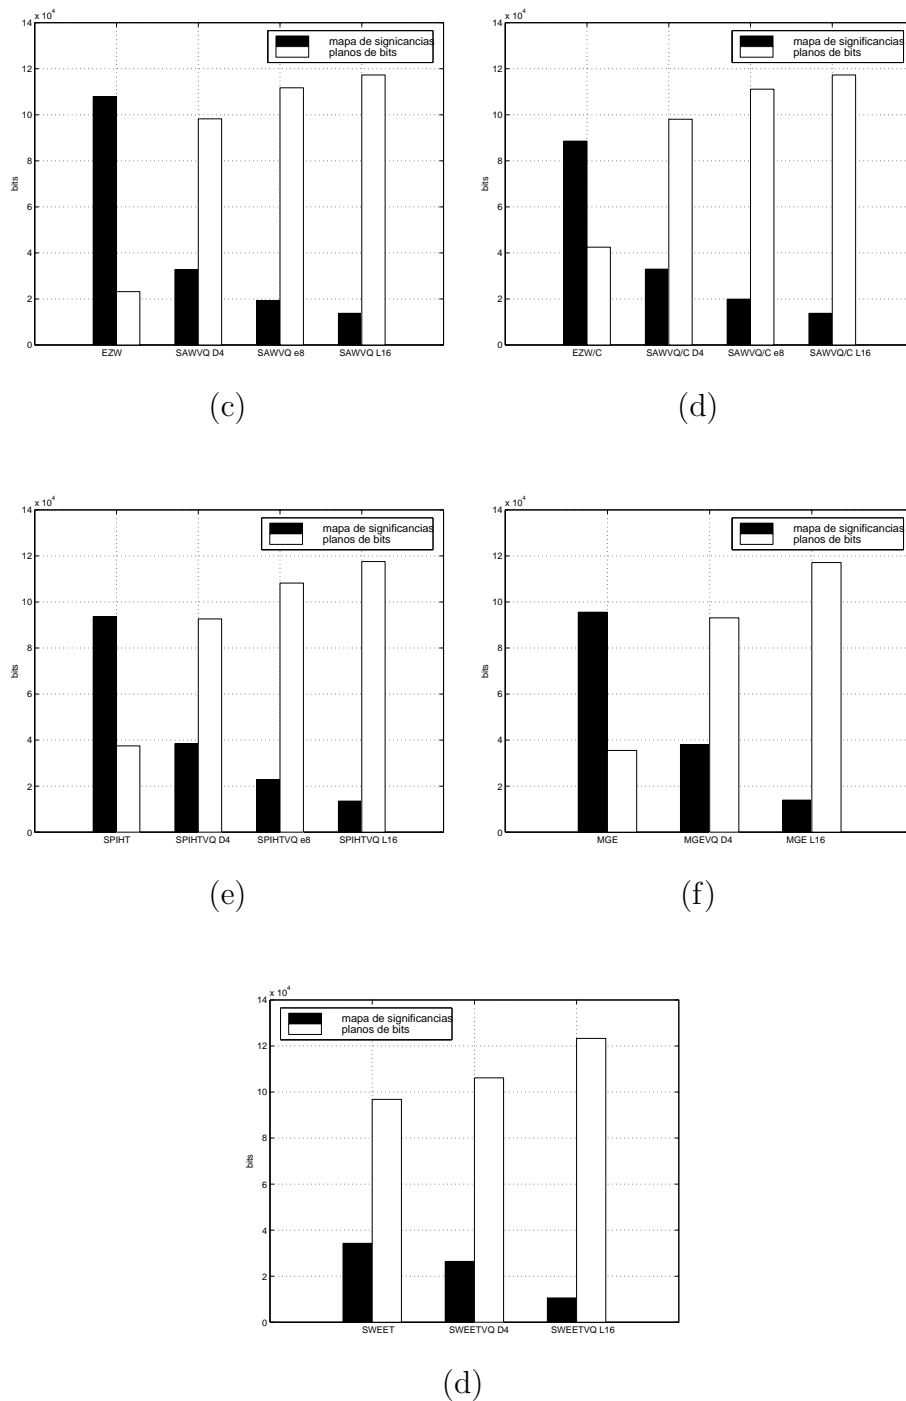 x 10^4
14
12
10
8
6
4
2
0
bits
mapa de significancias
planos de bits
EZW SAWVQ D4 SAWVQ e8 SAWVQ L16
(c)
x 10^4
14
12
10
8
6
4
2
0
bits
mapa de significancias
planos de bits
EZW/C SAWVQ/C D4 SAWVQ/C e8 SAWVQ/C L16
(d)
x 10^4
14
12
10
8
6
4
2
0
bits
mapa de significancias
planos de bits
SPIHT SPIHTVQ D4 SPIHTVQ e8 SPIHTVQ L16
(e)
x 10^4
14
12
10
8
6
4
2
0
bits
mapa de significancias
planos de bits
MGE MGEVQ D4 MGE L16
(f)
x 10^4
14
12
10
8
6
4
2
0
bits
mapa de significancias
planos de bits
SWEET SWEETVQ D4 SWEETVQ L16
(d)